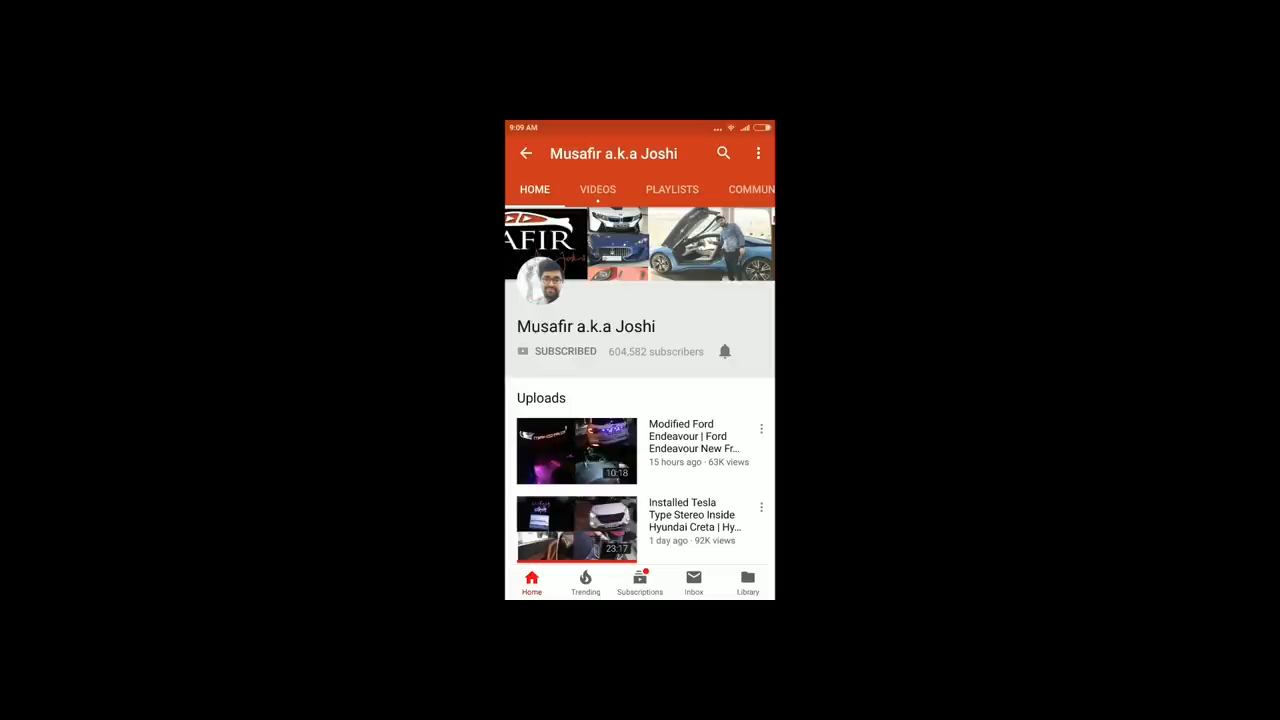 9:09 AM
Musafir a.k.a Joshi
HOME VIDEOS PLAYLISTS COMMUN
AFIR
Musafir a.k.a Joshi
SUBSCRIBED 604,582 subscribers
Uploads
Modified Ford
Endeavour | Ford
Endeavour New Fr...
15 hours ago · 63K views
10:18
Installed Tesla
Type Stereo Inside
Hyundai Creta | Hy...
1 day ago · 92K views
23:17
Home Trending Subscriptions Inbox Library